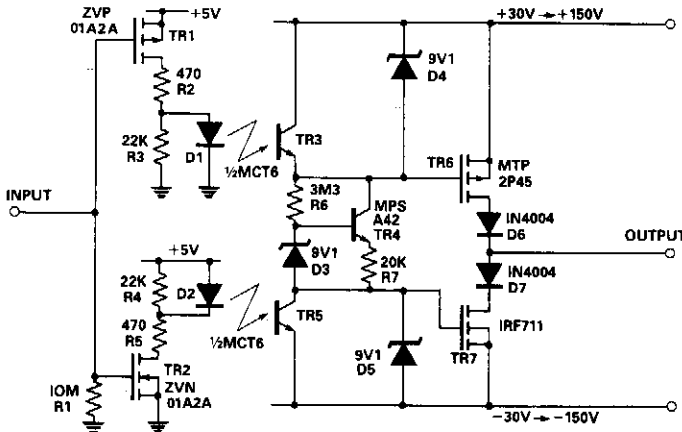 ZVP
01A2A
+5V
TR1
470
R2
22K
R3
D1
½MCT6
INPUT
+5V
22K
R4
D2
470
R5
½MCT6
TR2
ZVN
01A2A
IOM
R1
+30V→+150V
9V1
D4
TR3
TR6
MTP
2P45
3M3
R6
MPS
A42
TR4
IN4004
D6
OUTPUT
9V1
D3
20K
R7
IN4004
D7
TR5
IRF711
TR7
9V1
D5
-30V→-150V